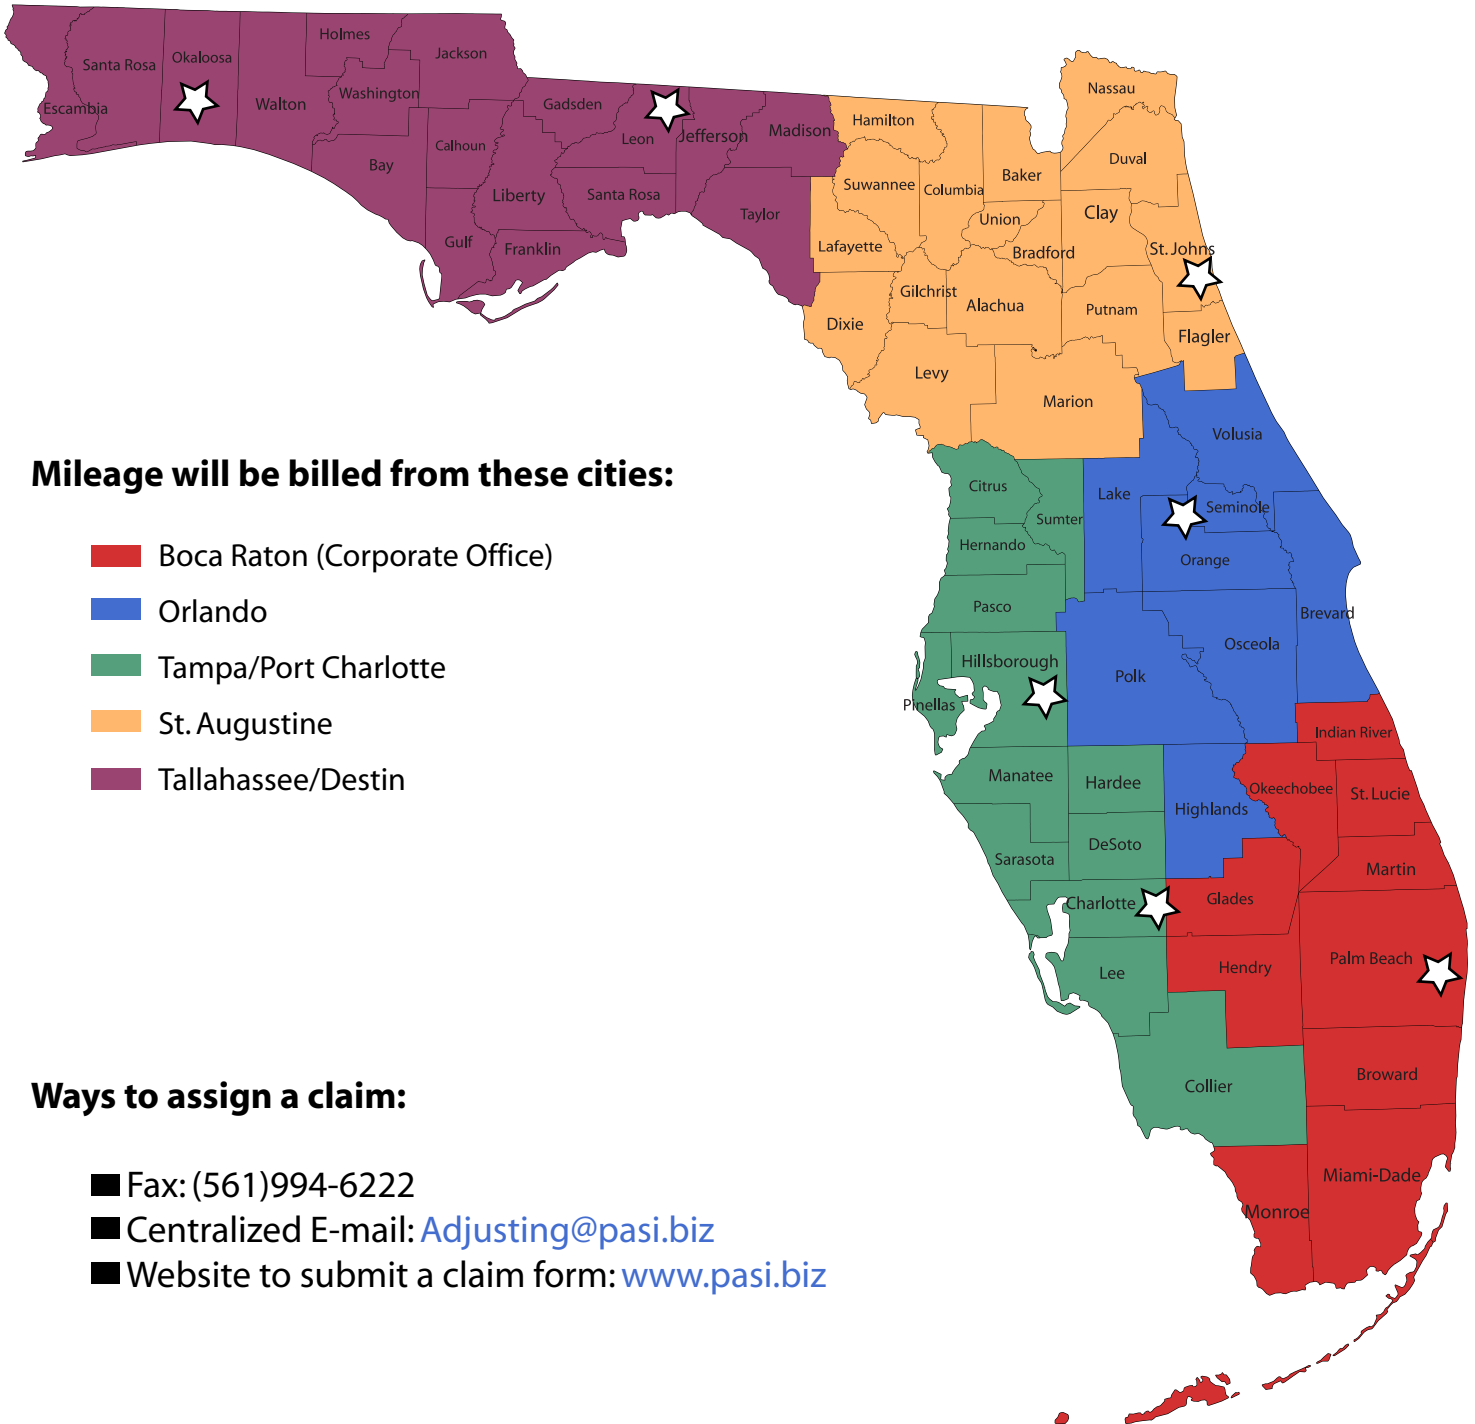 Holmes
Jackson
Okaloosa
Santa Rosa
Washington
Walton
Escambia
Gadsden
Leon
Jefferson
Madison
Calhoun
Bay
Liberty
Santa Rosa
Taylor
Gulf
Franklin
Nassau
Hamilton
Duval
Baker
Suwannee
Columbia
Union
Clay
Lafayette
Bradford
St. Johns
Gilchrist
Alachua
Putnam
Dixie
Flagler
Levy
Marion
Volusia
Citrus
Lake
Sumter
Seminole
Hernando
Orange
Pasco
Brevard
Osceola
Hillsborough
Polk
Pinellas
Indian River
Manatee
Hardee
Okeechobee
St. Lucie
Highlands
DeSoto
Sarasota
Martin
Charlotte
Glades
Palm Beach
Lee
Hendry
Broward
Collier
Miami-Dade
Monroe
Mileage will be billed from these cities:
Boca Raton (Corporate Office)
Orlando
Tampa/Port Charlotte
St. Augustine
Tallahassee/Destin
Ways to assign a claim:
Fax: (561)994-6222
Centralized E-mail: Adjusting@pasi.biz
Website to submit a claim form: www.pasi.biz